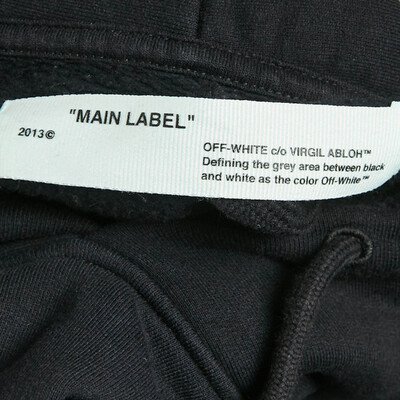 "MAIN LABEL"
2013©
OFF-WHITE c/o VIRGIL ABLOH™
Defining the grey area between black
and white as the color Off-White™